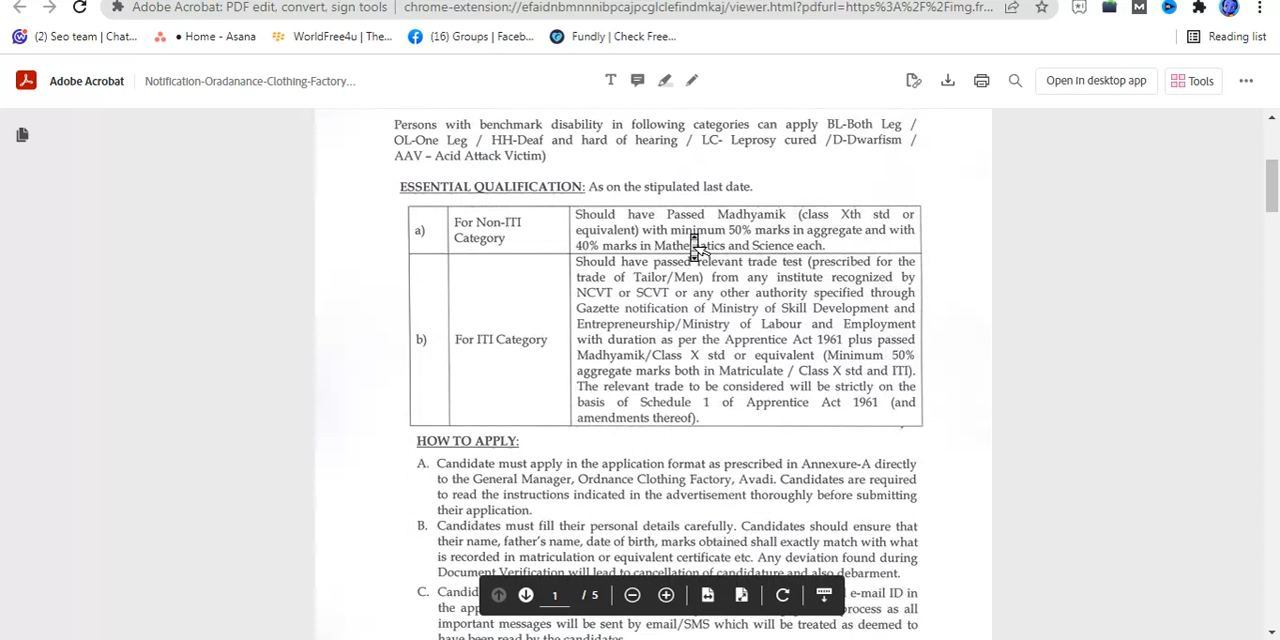 Adobe Acrobat: PDF edit, convert, sign tools
chrome-extension://efaidnbmnnnibpcajpcglclefindmkaj/viewer.html?pdfurl=https%3A%2F%2Fimg.fr...
(2) Seo team | Chat...
● Home - Asana
WorldFree4u | The...
(16) Groups | Faceb...
Fundly | Check Free...
Reading list
Adobe Acrobat
Notification-Oradanance-Clothing-Factory...
Open in desktop app
Tools
Persons with benchmark disability in following categories can apply BL-Both Leg /
OL-One Leg / HH-Deaf and hard of hearing / LC- Leprosy cured /D-Dwarfism /
AAV – Acid Attack Victim)
ESSENTIAL QUALIFICATION: As on the stipulated last date.
a)
For Non-ITI
Category
Should have Passed Madhyamik (class Xth std or
equivalent) with minimum 50% marks in aggregate and with
40% marks in Mathematics and Science each.
b)
For ITI Category
Should have passed relevant trade test (prescribed for the
trade of Tailor/Men) from any institute recognized by
NCVT or SCVT or any other authority specified through
Gazette notification of Ministry of Skill Development and
Entrepreneurship/Ministry of Labour and Employment
with duration as per the Apprentice Act 1961 plus passed
Madhyamik/Class X std or equivalent (Minimum 50%
aggregate marks both in Matriculate / Class X std and ITI).
The relevant trade to be considered will be strictly on the
basis of Schedule 1 of Apprentice Act 1961 (and
amendments thereof).
HOW TO APPLY:
A. Candidate must apply in the application format as prescribed in Annexure-A directly
to the General Manager, Ordnance Clothing Factory, Avadi. Candidates are required
to read the instructions indicated in the advertisement thoroughly before submitting
their application.
B. Candidates must fill their personal details carefully. Candidates should ensure that
their name, father's name, date of birth, marks obtained shall exactly match with what
is recorded in matriculation or equivalent certificate etc. Any deviation found during
Document Verification will lead to cancellation of candidature and also debarment.
C. Candid e-mail ID in
the app process as all
important messages will be sent by email/SMS which will be treated as deemed to
have been read by the candidates.
1 / 5